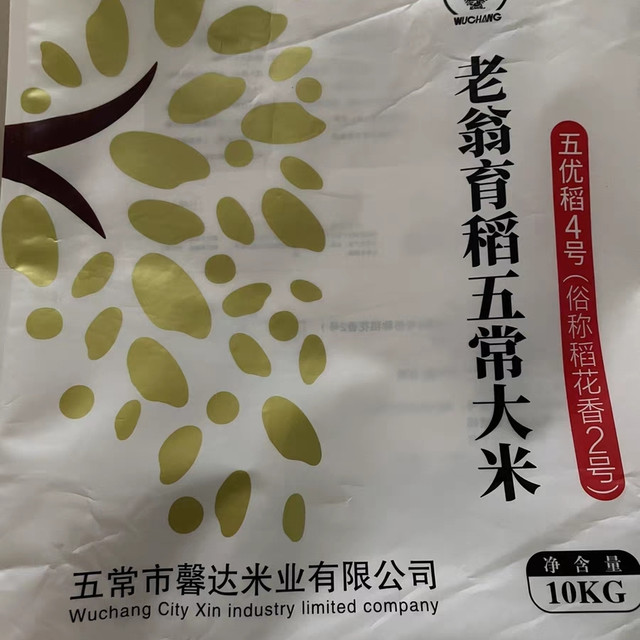 WUCHANG
老翁育稻五常大米
五优稻4号(俗称稻花香2号)
净含量
10KG
五常市馨达米业有限公司
Wuchang City Xin industry limited company